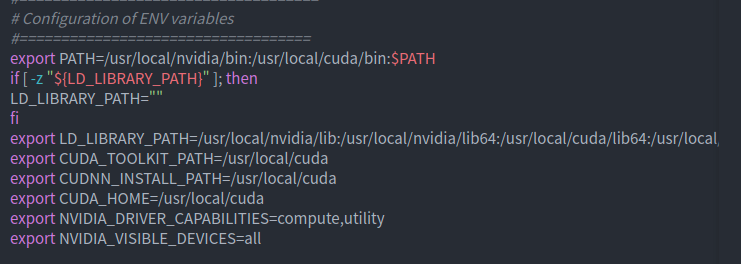 #===================================
# Configuration of ENV variables
#===================================
export PATH=/usr/local/nvidia/bin:/usr/local/cuda/bin:$PATH
if [ -z "${LD_LIBRARY_PATH}" ]; then
LD_LIBRARY_PATH=""
fi
export LD_LIBRARY_PATH=/usr/local/nvidia/lib:/usr/local/nvidia/lib64:/usr/local/cuda/lib64:/usr/local,
export CUDA_TOOLKIT_PATH=/usr/local/cuda
export CUDNN_INSTALL_PATH=/usr/local/cuda
export CUDA_HOME=/usr/local/cuda
export NVIDIA_DRIVER_CAPABILITIES=compute,utility
export NVIDIA_VISIBLE_DEVICES=all